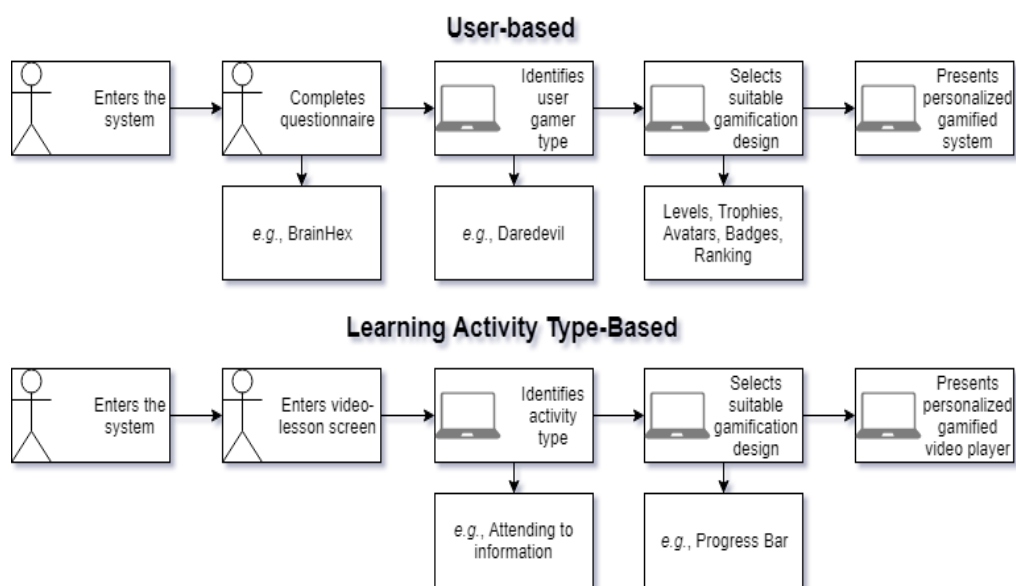 User-based
Enters the
system
Completes
questionnaire
Identifies
user
gamer
type
Selects
suitable
gamification
design
Presents
personalized
gamified
system
e.g., BrainHex
e.g., Daredevil
Levels, Trophies,
Avatars, Badges,
Ranking
Learning Activity Type-Based
Enters the
system
Enters video-
lesson screen
Identifies
activity
type
Selects
suitable
gamification
design
Presents
personalized
gamified
video player
e.g., Attending to
information
e.g., Progress Bar